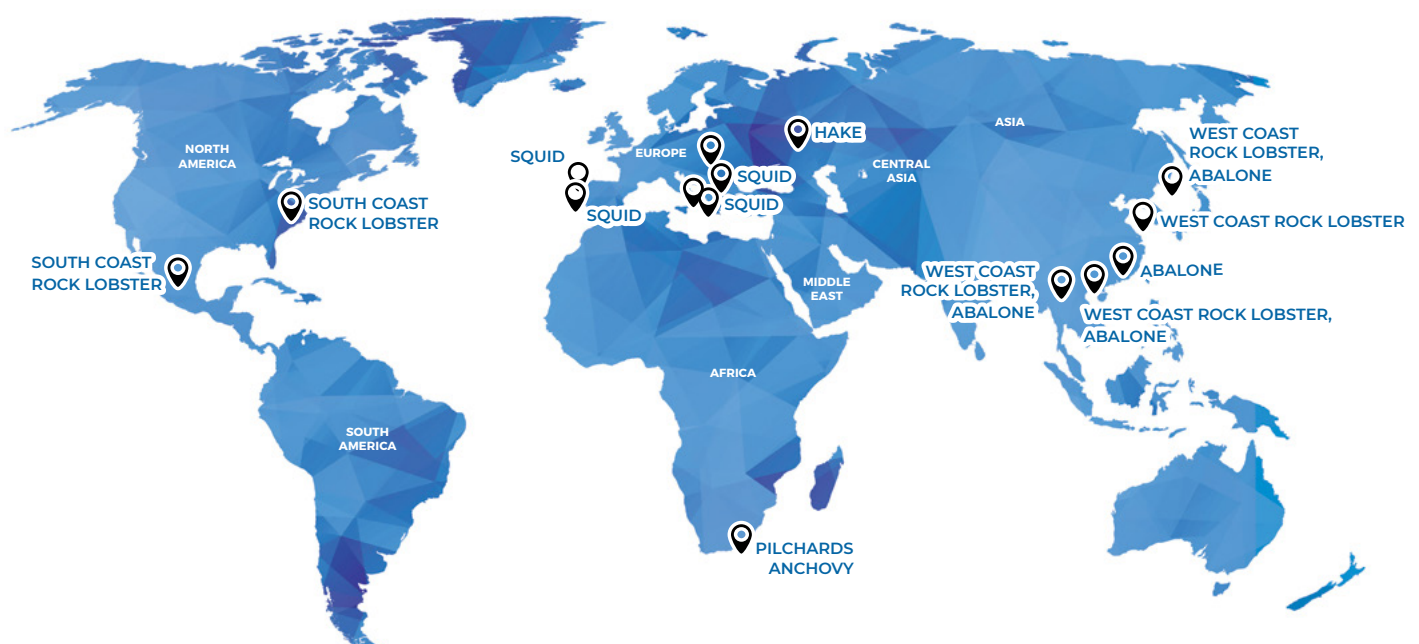 NORTH
AMERICA
SOUTH COAST
ROCK LOBSTER
SOUTH COAST
ROCK LOBSTER
SOUTH
AMERICA
SQUID
EUROPE
SQUID
SQUID
SQUID
HAKE
ASIA
CENTRAL
ASIA
MIDDLE
EAST
AFRICA
PILCHARDS
ANCHOVY
WEST COAST
ROCK LOBSTER,
ABALONE
WEST COAST ROCK LOBSTER
ABALONE
WEST COAST
ROCK LOBSTER,
ABALONE
WEST COAST ROCK LOBSTER,
ABALONE